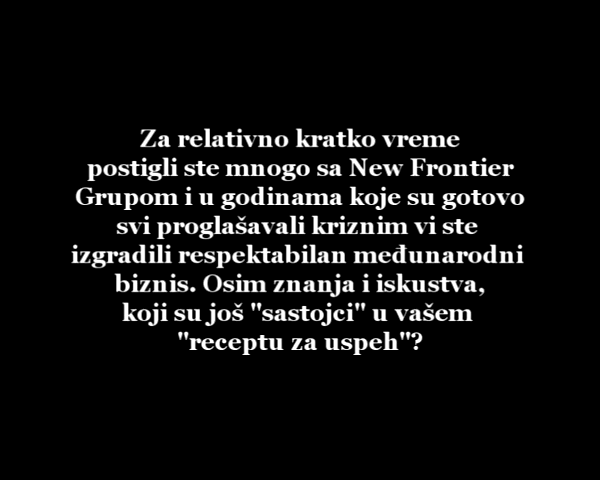 Za relativno kratko vreme
postigli ste mnogo sa New Frontier
Grupom i u godinama koje su gotovo
svi proglašavali kriznim vi ste
izgradili respektabilan međunarodni
biznis. Osim znanja i iskustva,
koji su još "sastojci" u vašem
"receptu za uspeh"?